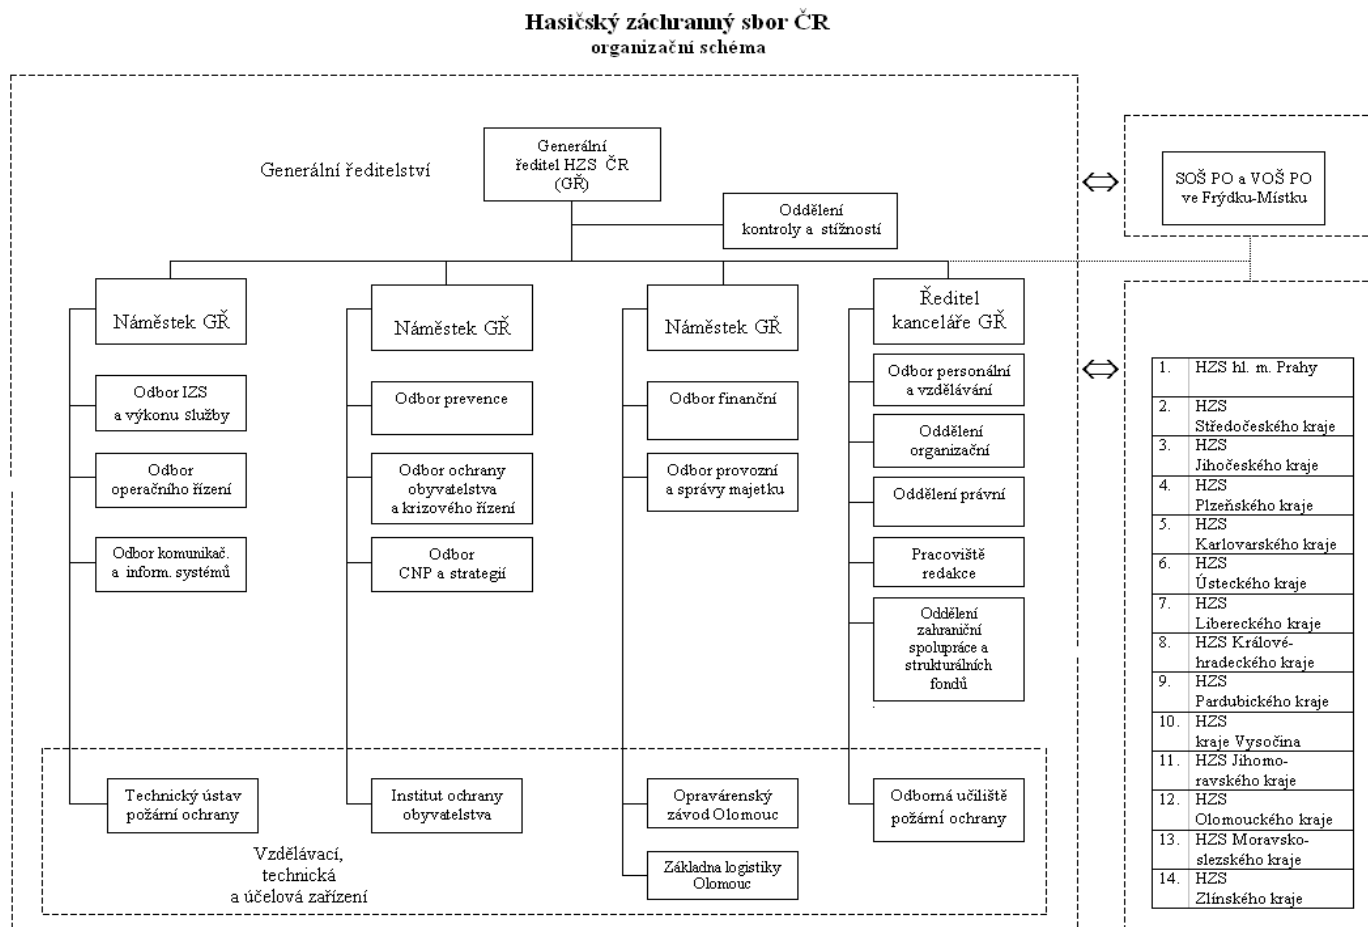 Hasičský záchranný sbor ČR
organizační schéma
Generální ředitelství
Generální
ředitel HZS ČR
(GŘ)
Oddělení
kontroly a stížností
SOŠ PO a VOŠ PO
ve Frýdku-Místku
Náměstek GŘ
Odbor IZS
a výkonu služby
Odbor
operačního řízení
Odbor komunikač.
a inform. systémů
Náměstek GŘ
Odbor prevence
Odbor ochrany
obyvatelstva
a krizového řízení
Odbor
CNP a strategií
Náměstek GŘ
Odbor finanční
Odbor provozní
a správy majetku
Ředitel
kanceláře GŘ
Odbor personální
a vzdělávání
Oddělení
organizační
Oddělení právní
Pracoviště
redakce
Oddělení
zahraniční
spolupráce a
strukturálních
fondů
Technický ústav
požární ochrany
Institut ochrany
obyvatelstva
Opravárenský
závod Olomouc
Základna logistiky
Olomouc
Odborná učiliště
požární ochrany
Vzdělávací,
technická
a účelová zařízení
1. HZS hl. m. Prahy
2. HZS
Středočeského kraje
3. HZS
Jihočeského kraje
4. HZS
Plzeňského kraje
5. HZS
Karlovarského kraje
6. HZS
Ústeckého kraje
7. HZS
Libereckého kraje
8. HZS Králové-
hradeckého kraje
9. HZS
Pardubického kraje
10. HZS
kraje Vysočina
11. HZS Jihomo-
ravského kraje
12. HZS
Olomouckého kraje
13. HZS Moravsko-
slezského kraje
14. HZS
Zlínského kraje